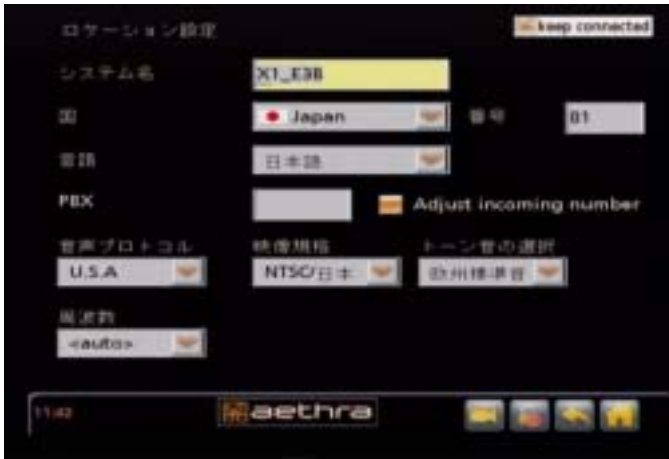 ロケーション設定 keep connected
システム名 X1_E3B
国 Japan 番号 81
言語 日本語
PBX Adjust incoming number
音声プロトコル 映像規格 トーン音の選択
U.S.A NTSC/日本 欧州標準音
周波数
<auto>
11:42 aethra